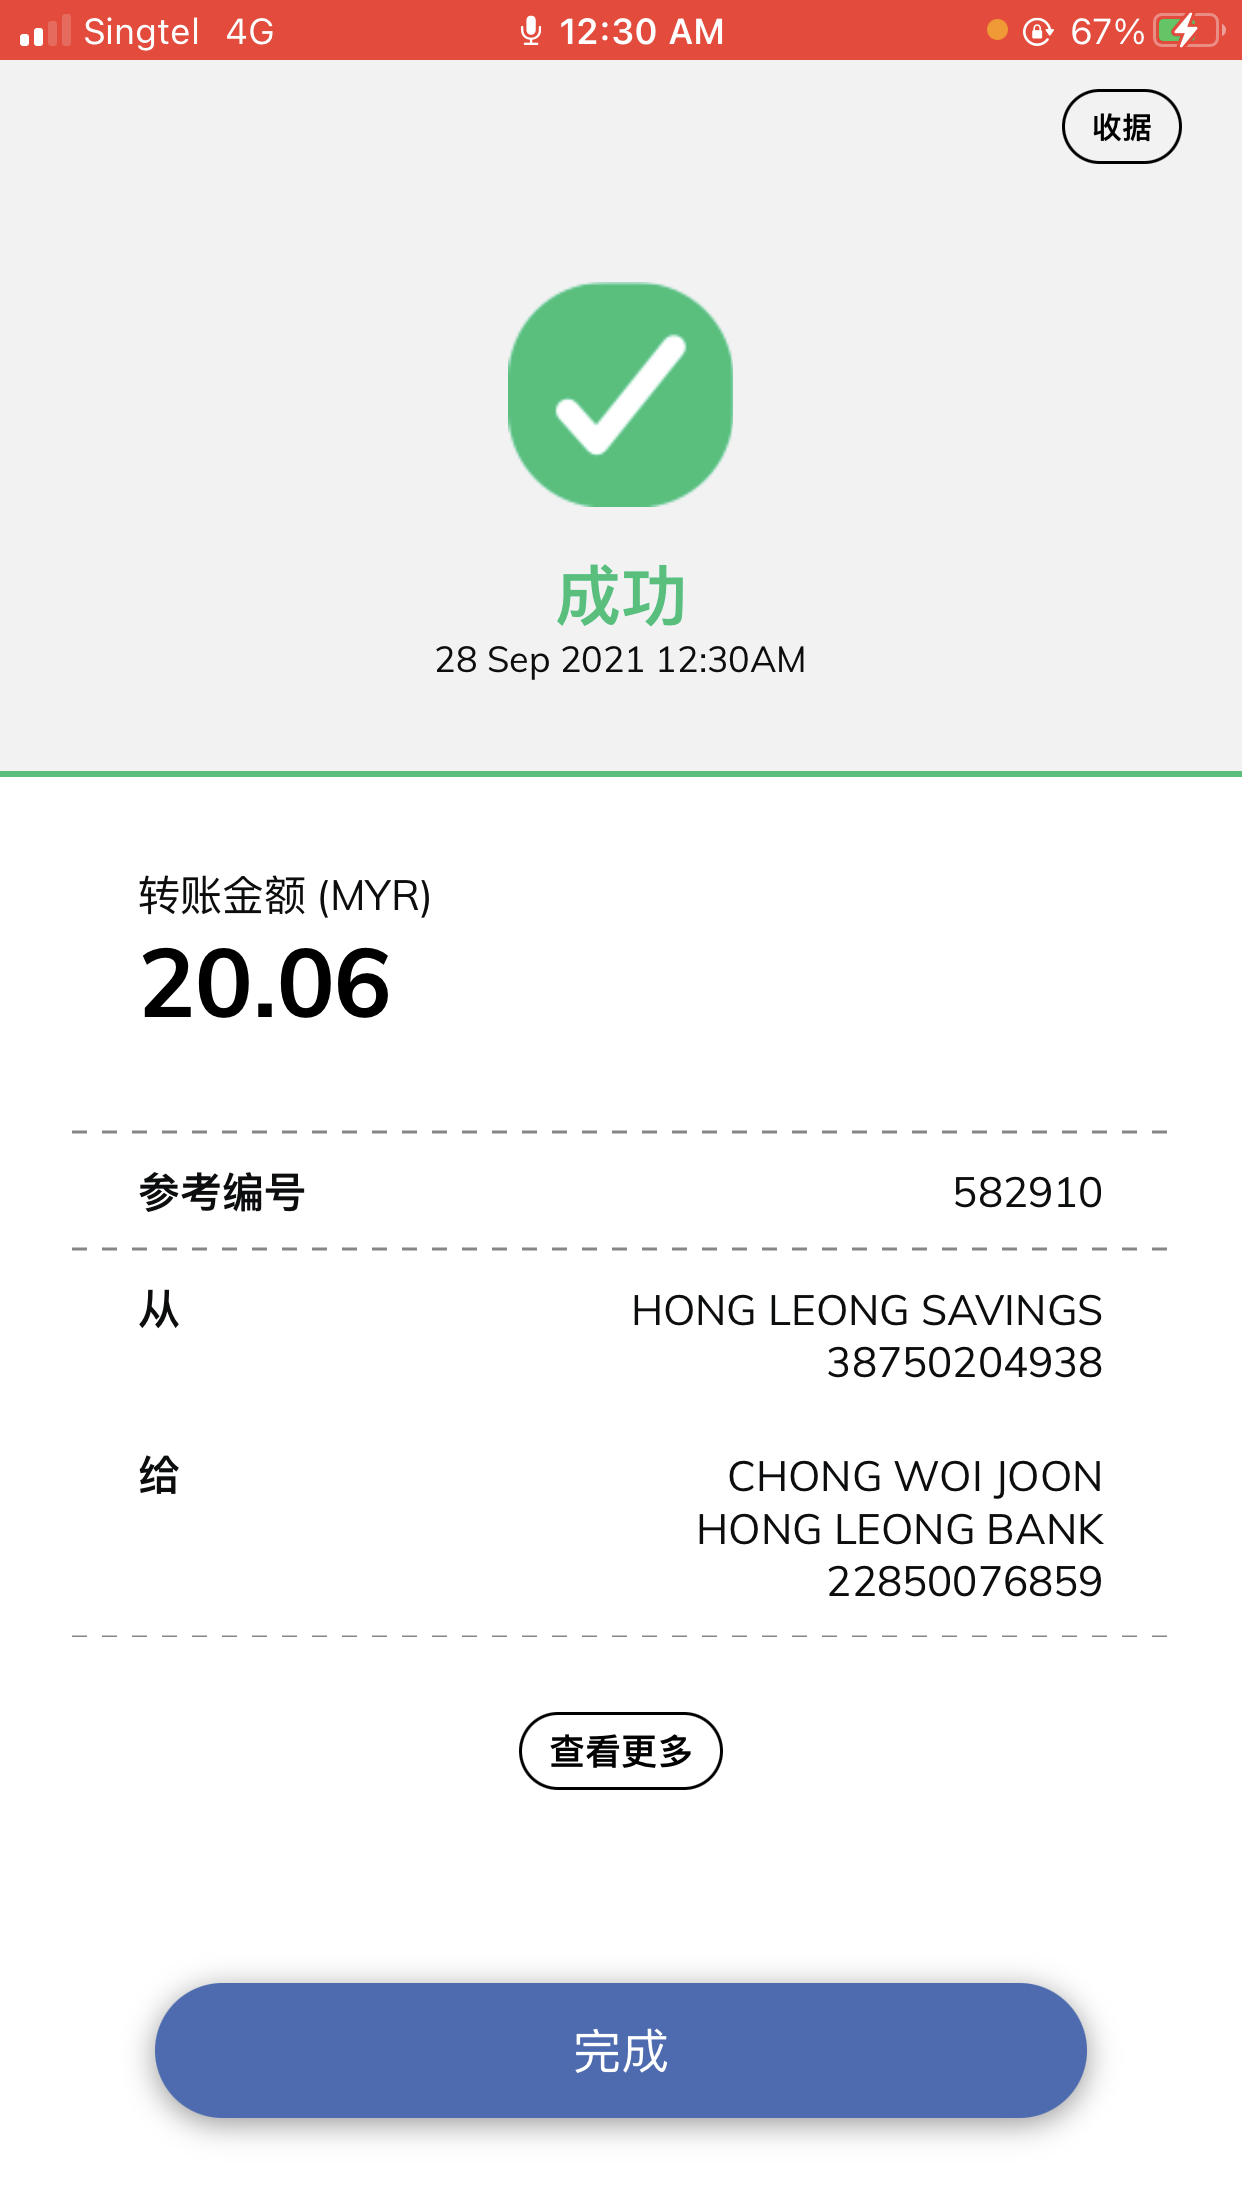 Singtel 4G 12:30 AM 67%
收据
成功
28 Sep 2021 12:30AM
转账金额 (MYR)
20.06
参考编号 582910
从 HONG LEONG SAVINGS
38750204938
给 CHONG WOI JOON
HONG LEONG BANK
22850076859
查看更多
完成